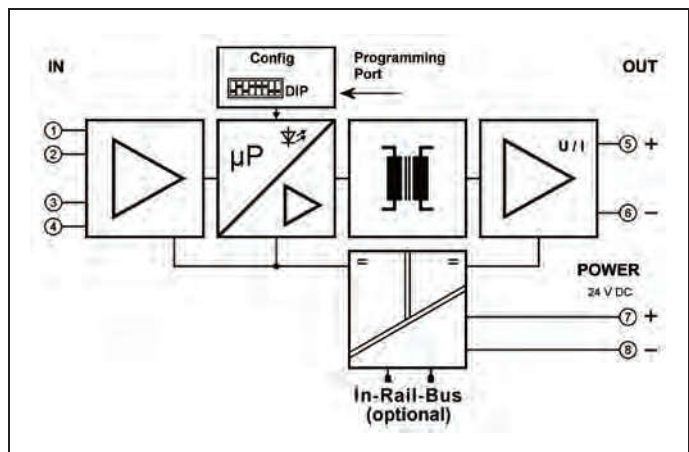 IN
Config
DIP
Programming
Port
OUT
1
2
3
4
µP
U / I
5 +
6 −
POWER
24 V DC
7 +
8 −
= =
In-Rail-Bus
(optional)